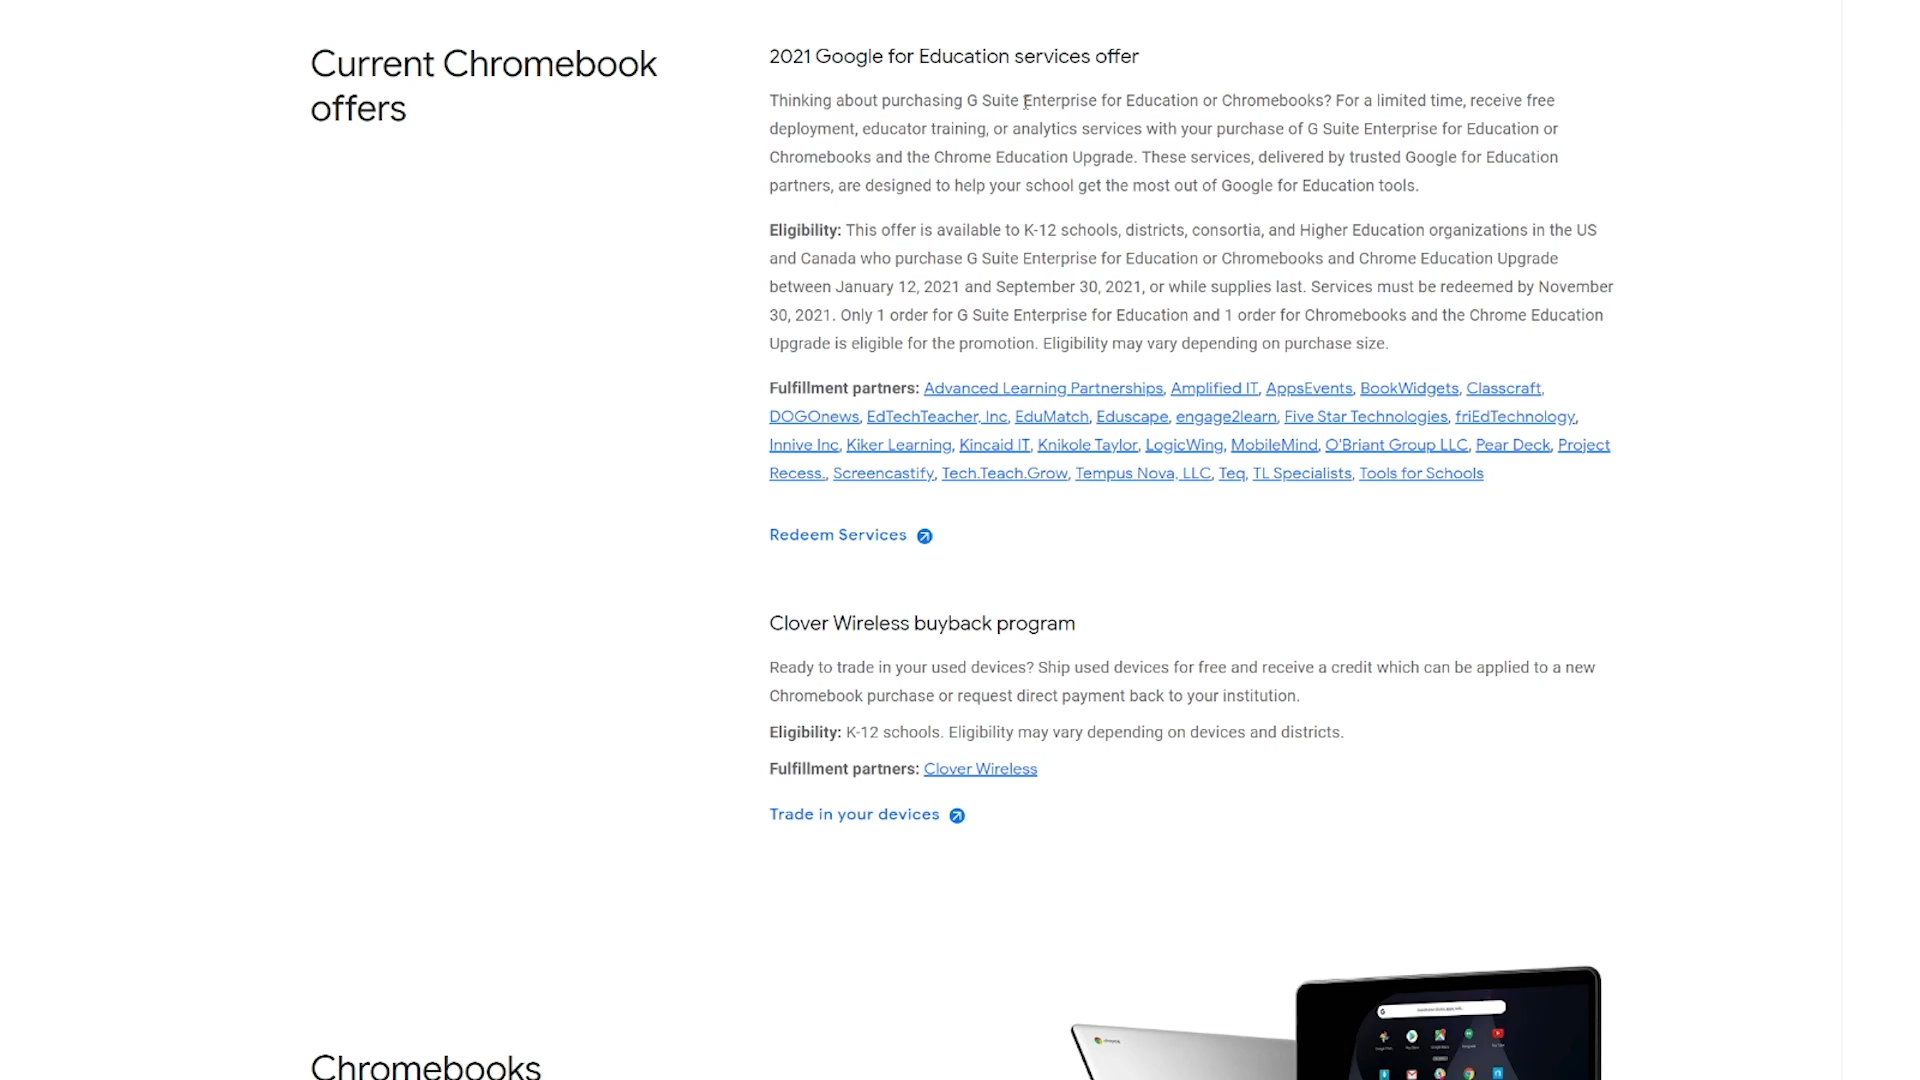 Current Chromebook
offers
2021 Google for Education services offer
Thinking about purchasing G Suite Enterprise for Education or Chromebooks? For a limited time, receive free
deployment, educator training, or analytics services with your purchase of G Suite Enterprise for Education or
Chromebooks and the Chrome Education Upgrade. These services, delivered by trusted Google for Education
partners, are designed to help your school get the most out of Google for Education tools.
Eligibility: This offer is available to K-12 schools, districts, consortia, and Higher Education organizations in the US
and Canada who purchase G Suite Enterprise for Education or Chromebooks and Chrome Education Upgrade
between January 12, 2021 and September 30, 2021, or while supplies last. Services must be redeemed by November
30, 2021. Only 1 order for G Suite Enterprise for Education and 1 order for Chromebooks and the Chrome Education
Upgrade is eligible for the promotion. Eligibility may vary depending on purchase size.
Fulfillment partners: Advanced Learning Partnerships, Amplified IT, AppsEvents, BookWidgets, Classcraft,
DOGOnews, EdTechTeacher, Inc, EduMatch, Eduscape, engage2learn, Five Star Technologies, friEdTechnology,
Innive Inc, Kiker Learning, Kincaid IT, Knikole Taylor, LogicWing, MobileMind, O'Briant Group LLC, Pear Deck, Project
Recess., Screencastify, Tech.Teach.Grow, Tempus Nova, LLC, Teq, TL Specialists, Tools for Schools
Redeem Services
Clover Wireless buyback program
Ready to trade in your used devices? Ship used devices for free and receive a credit which can be applied to a new
Chromebook purchase or request direct payment back to your institution.
Eligibility: K-12 schools. Eligibility may vary depending on devices and districts.
Fulfillment partners: Clover Wireless
Trade in your devices
Chromebooks